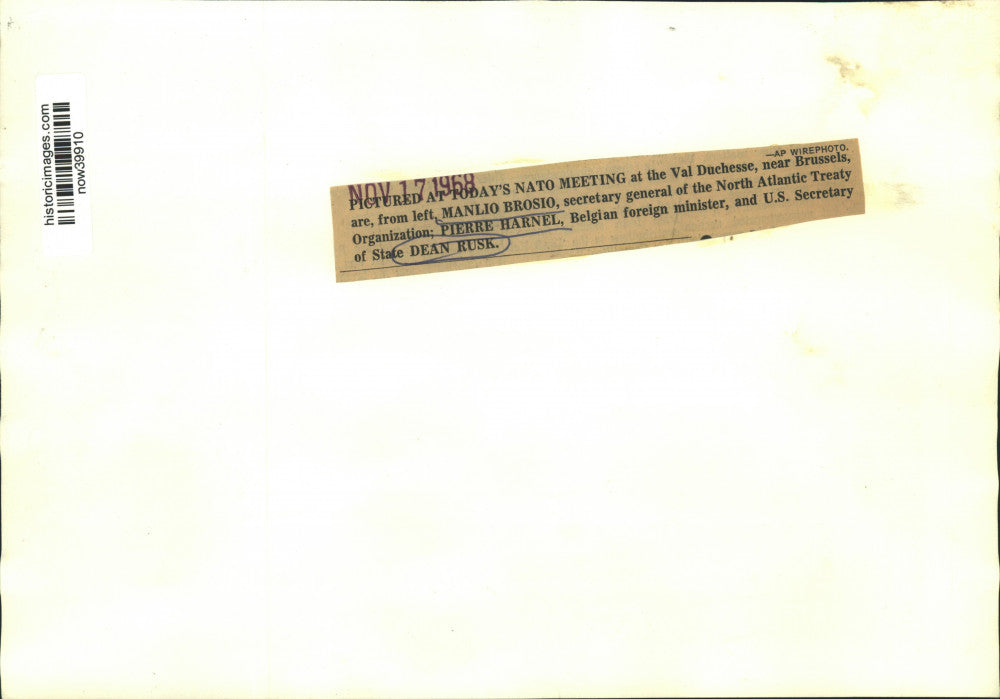 historicimages.com
now39910
—AP WIREPHOTO.
NOV 17 1968
PICTURED AT TODAY'S NATO MEETING at the Val Duchesse, near Brussels,
are, from left, MANLIO BROSIO, secretary general of the North Atlantic Treaty
Organization; PIERRE HARNEL, Belgian foreign minister, and U.S. Secretary
of State DEAN RUSK.